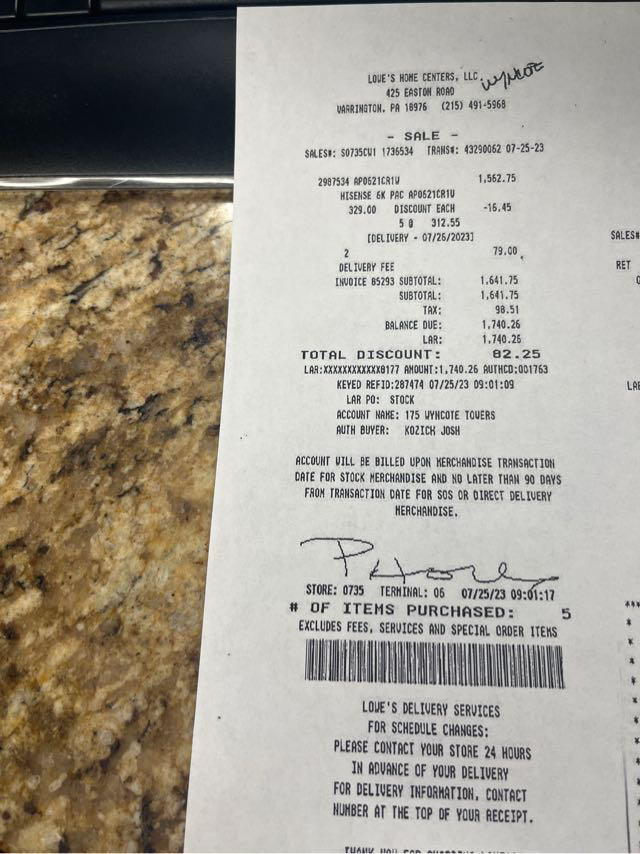 LOWE'S HOME CENTERS, LLC
Wyncote
425 EASTON ROAD
WARRINGTON, PA 18976 (215) 491-5968
- SALE -
SALES#: S0735CW1 1736534 TRANS#: 43290062 07-25-23
2987534 AP0621CR1W 1,562.75
HISENSE 6K PAC AP0621CR1W
329.00 DISCOUNT EACH -16.45
5 @ 312.55
[DELIVERY - 07/26/2023]
2 79.00
DELIVERY FEE
INVOICE 85293 SUBTOTAL: 1,641.75
SUBTOTAL: 1,641.75
TAX: 98.51
BALANCE DUE: 1,740.26
LAR: 1,740.26
TOTAL DISCOUNT: 82.25
LAR:XXXXXXXXXXXX8177 AMOUNT:1,740.26 AUTHCD:001763
KEYED REFID:287474 07/25/23 09:01:09
LAR PO: STOCK
ACCOUNT NAME: 175 WYNCOTE TOWERS
AUTH BUYER: KOZICH JOSH
ACCOUNT WILL BE BILLED UPON MERCHANDISE TRANSACTION
DATE FOR STOCK MERCHANDISE AND NO LATER THAN 90 DAYS
FROM TRANSACTION DATE FOR SOS OR DIRECT DELIVERY
MERCHANDISE.
STORE: 0735 TERMINAL: 06 07/25/23 09:01:17
# OF ITEMS PURCHASED: 5
EXCLUDES FEES, SERVICES AND SPECIAL ORDER ITEMS
LOWE'S DELIVERY SERVICES
FOR SCHEDULE CHANGES:
PLEASE CONTACT YOUR STORE 24 HOURS
IN ADVANCE OF YOUR DELIVERY
FOR DELIVERY INFORMATION, CONTACT
NUMBER AT THE TOP OF YOUR RECEIPT.
SALES#
RET